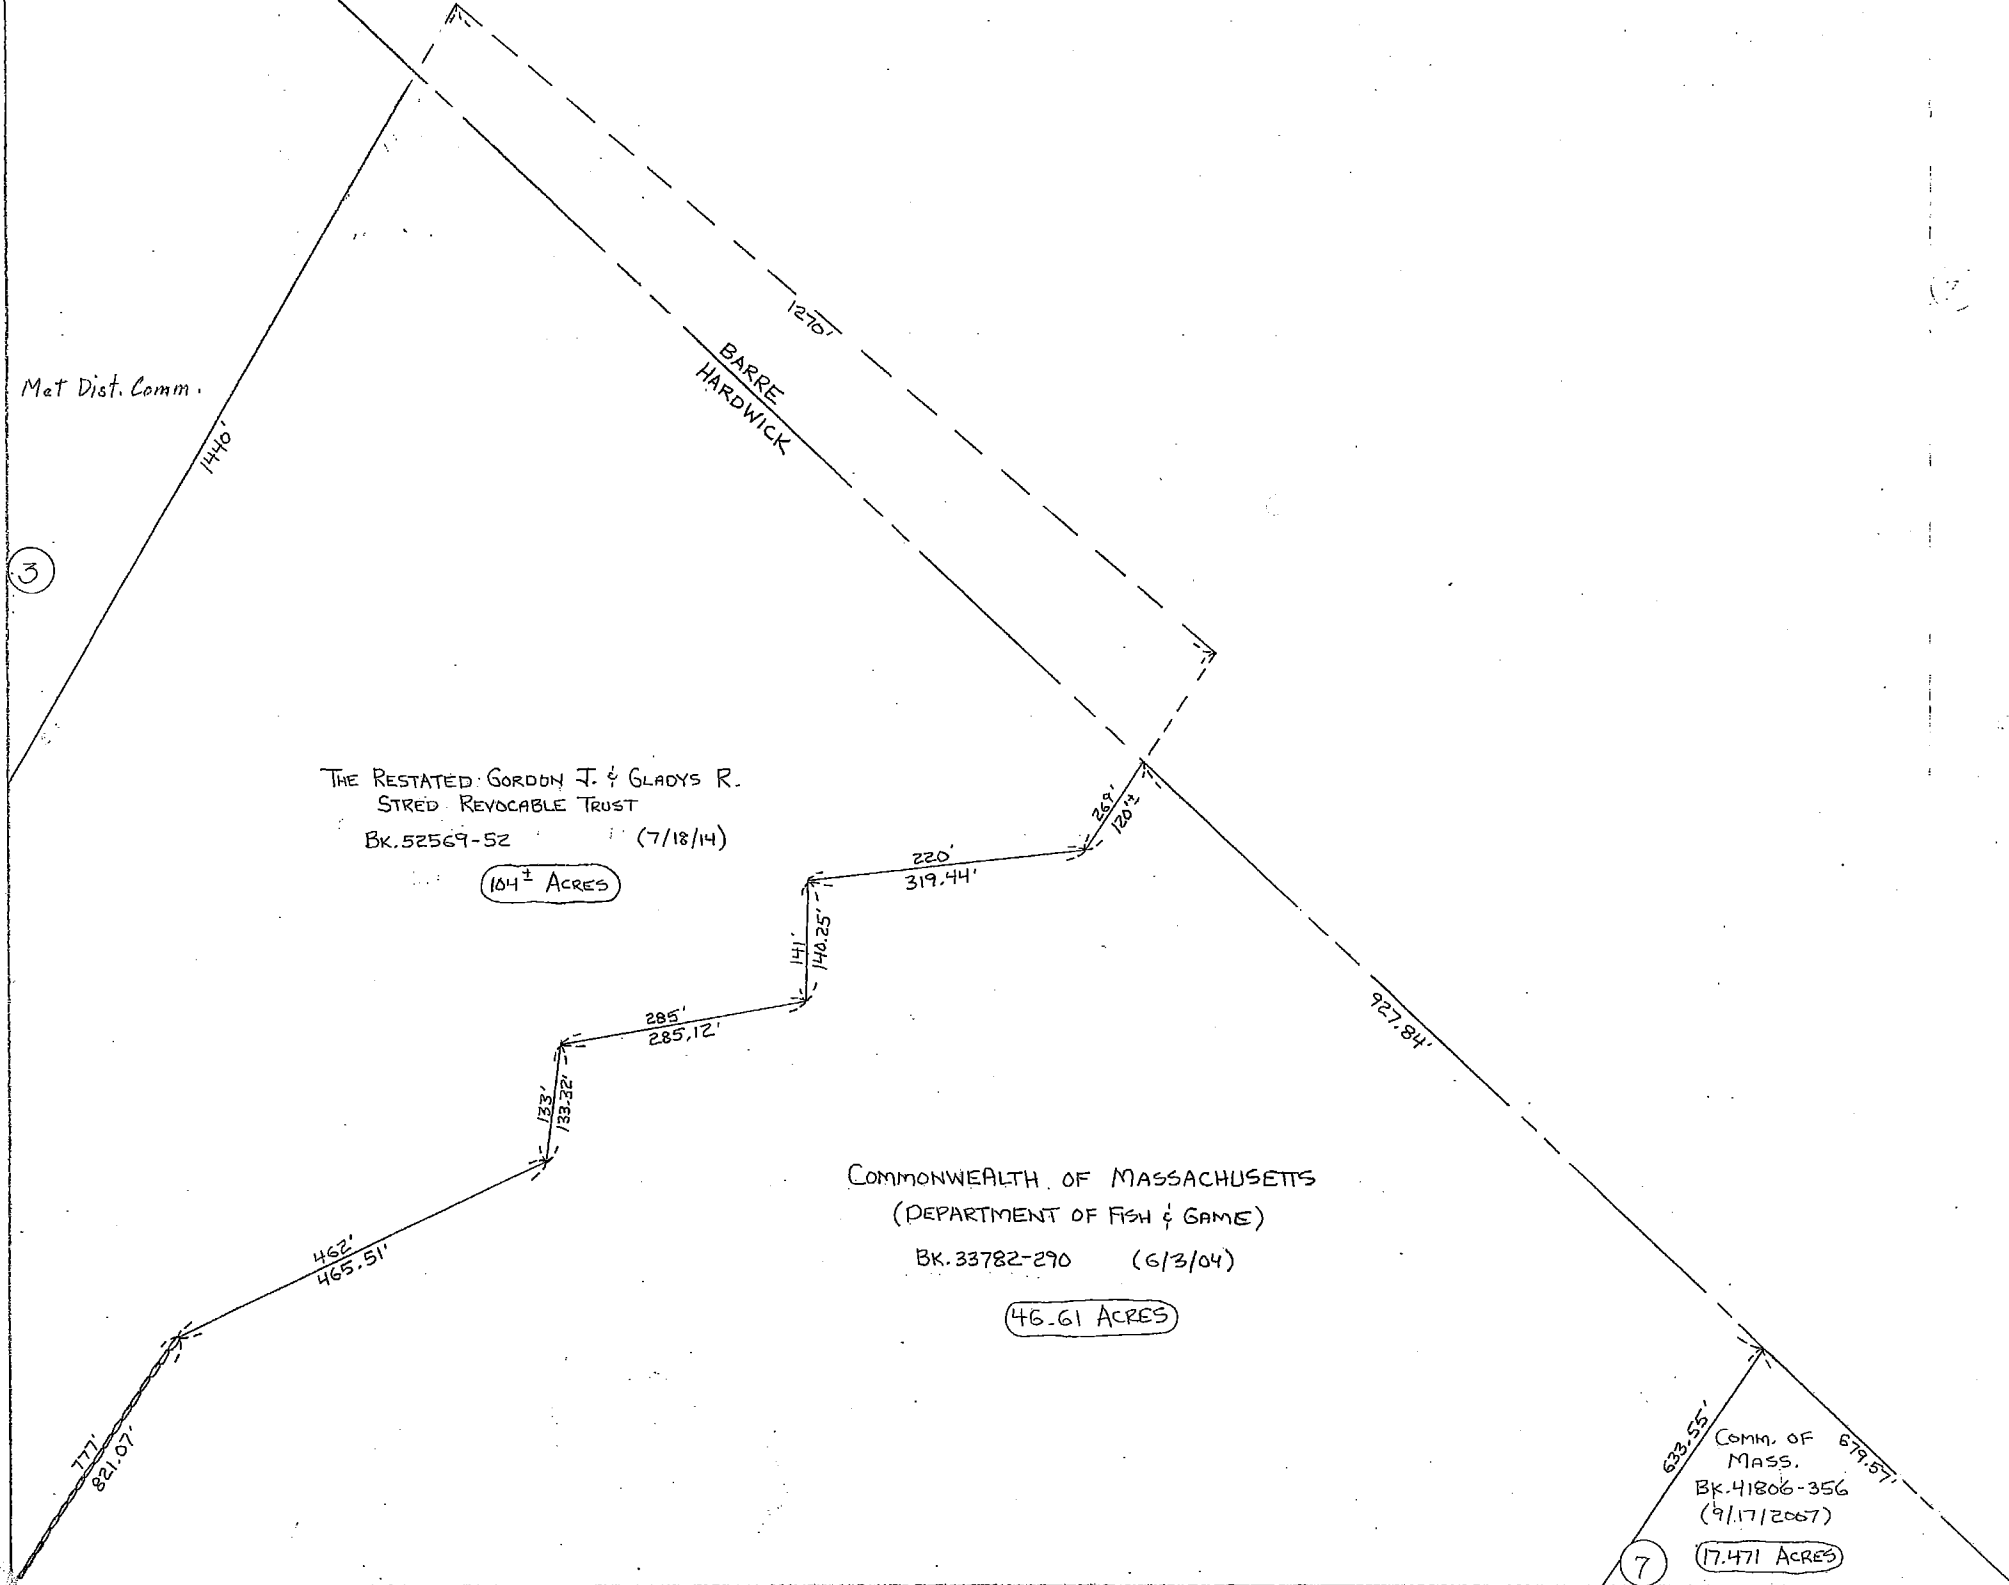 1270'
BARRE
HARDWICK
Met Dist. Comm.
1440'
3
THE RESTATED GORDON J. & GLADYS R.
STRED REVOCABLE TRUST
BK. 52569-52 (7/18/14)
104± ACRES
269'
120'±
220'
319.44'
141'
140.25'
285'
285.12'
133'
133.32'
927.84'
COMMONWEALTH OF MASSACHUSETTS
(DEPARTMENT OF FISH & GAME)
BK. 33782-290 (6/3/04)
46.61 ACRES
462'
465.51'
777'
821.07'
633.55'
679.57'
COMM. OF
MASS.
BK. 41806-356
(9/17/2007)
17.471 ACRES
7